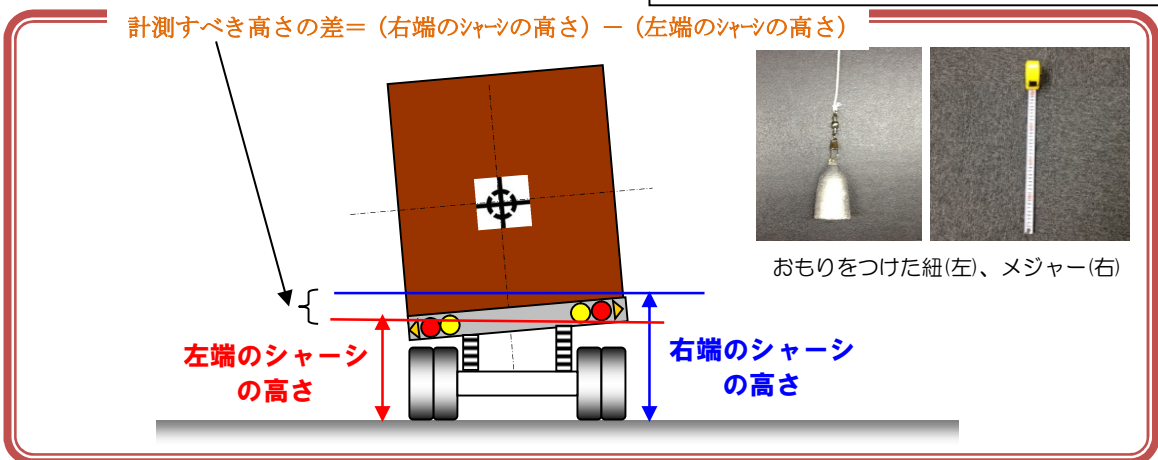 計測すべき高さの差＝（右端のシャーシの高さ）－（左端のシャーシの高さ）
おもりをつけた紐(左)、メジャー(右)
左端のシャーシ
の高さ
右端のシャーシ
の高さ